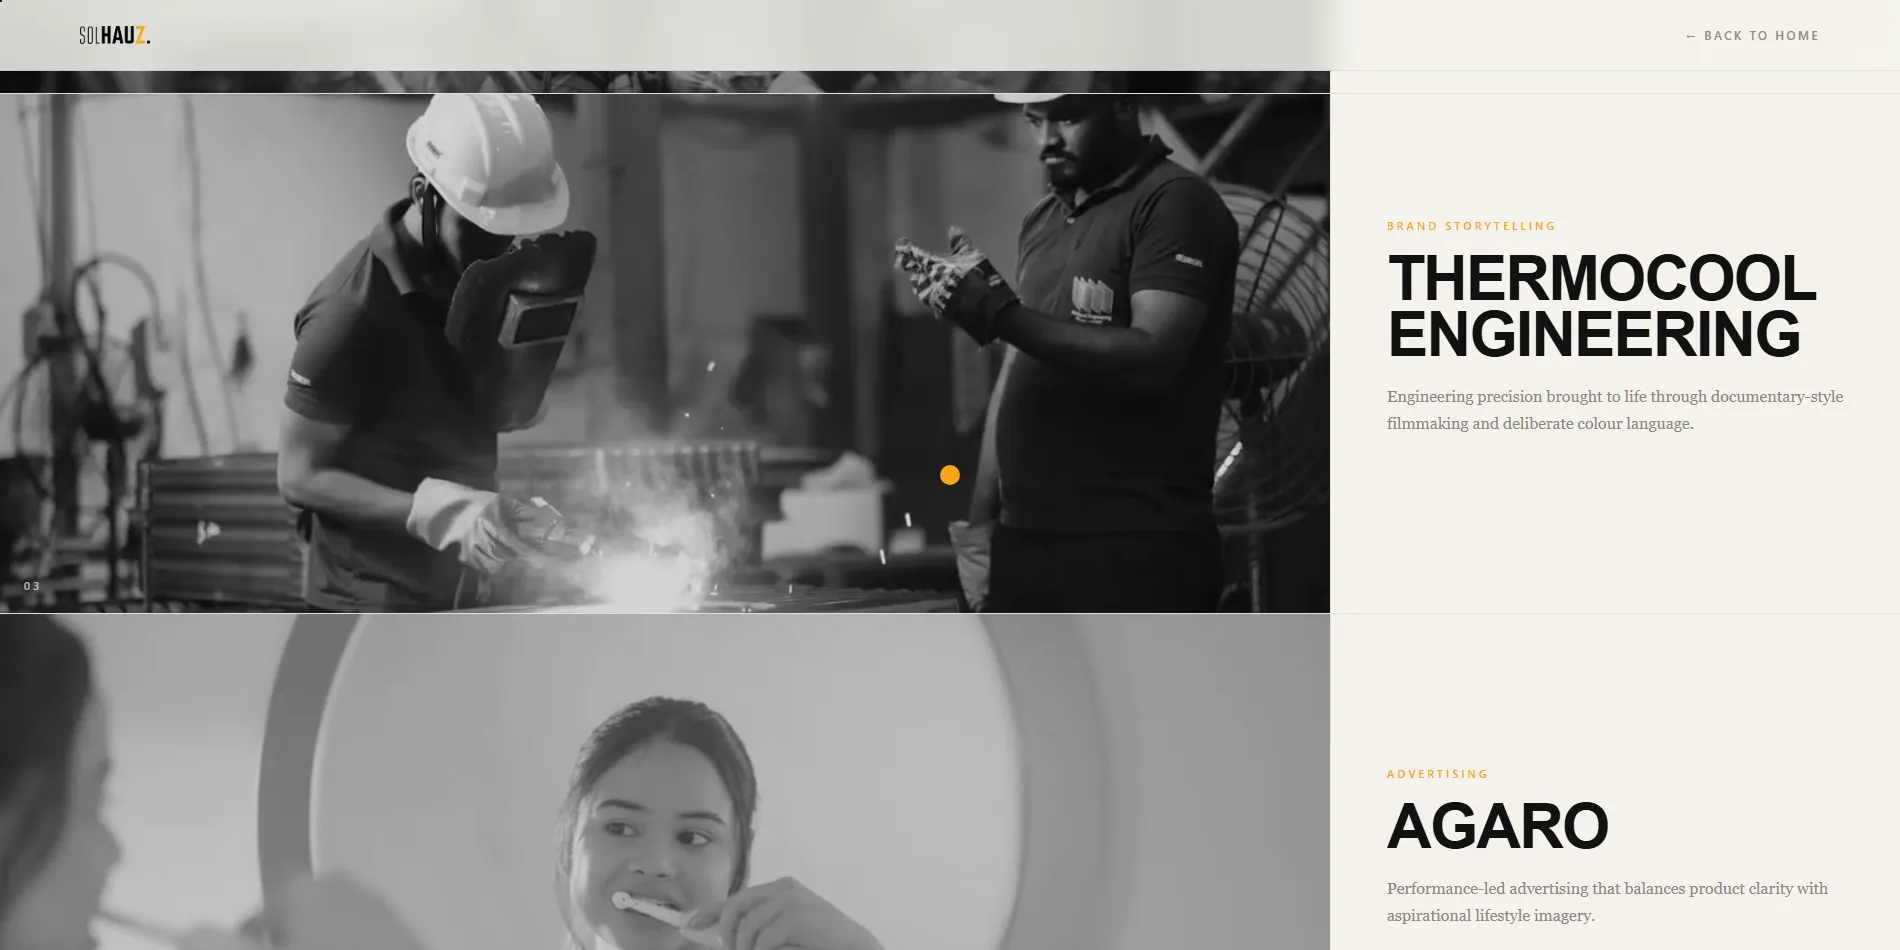 SOLHAUZ.
← BACK TO HOME
BRAND STORYTELLING
THERMOCOOL
ENGINEERING
Engineering precision brought to life through documentary-style
filmmaking and deliberate colour language.
03
ADVERTISING
AGARO
Performance-led advertising that balances product clarity with
aspirational lifestyle imagery.